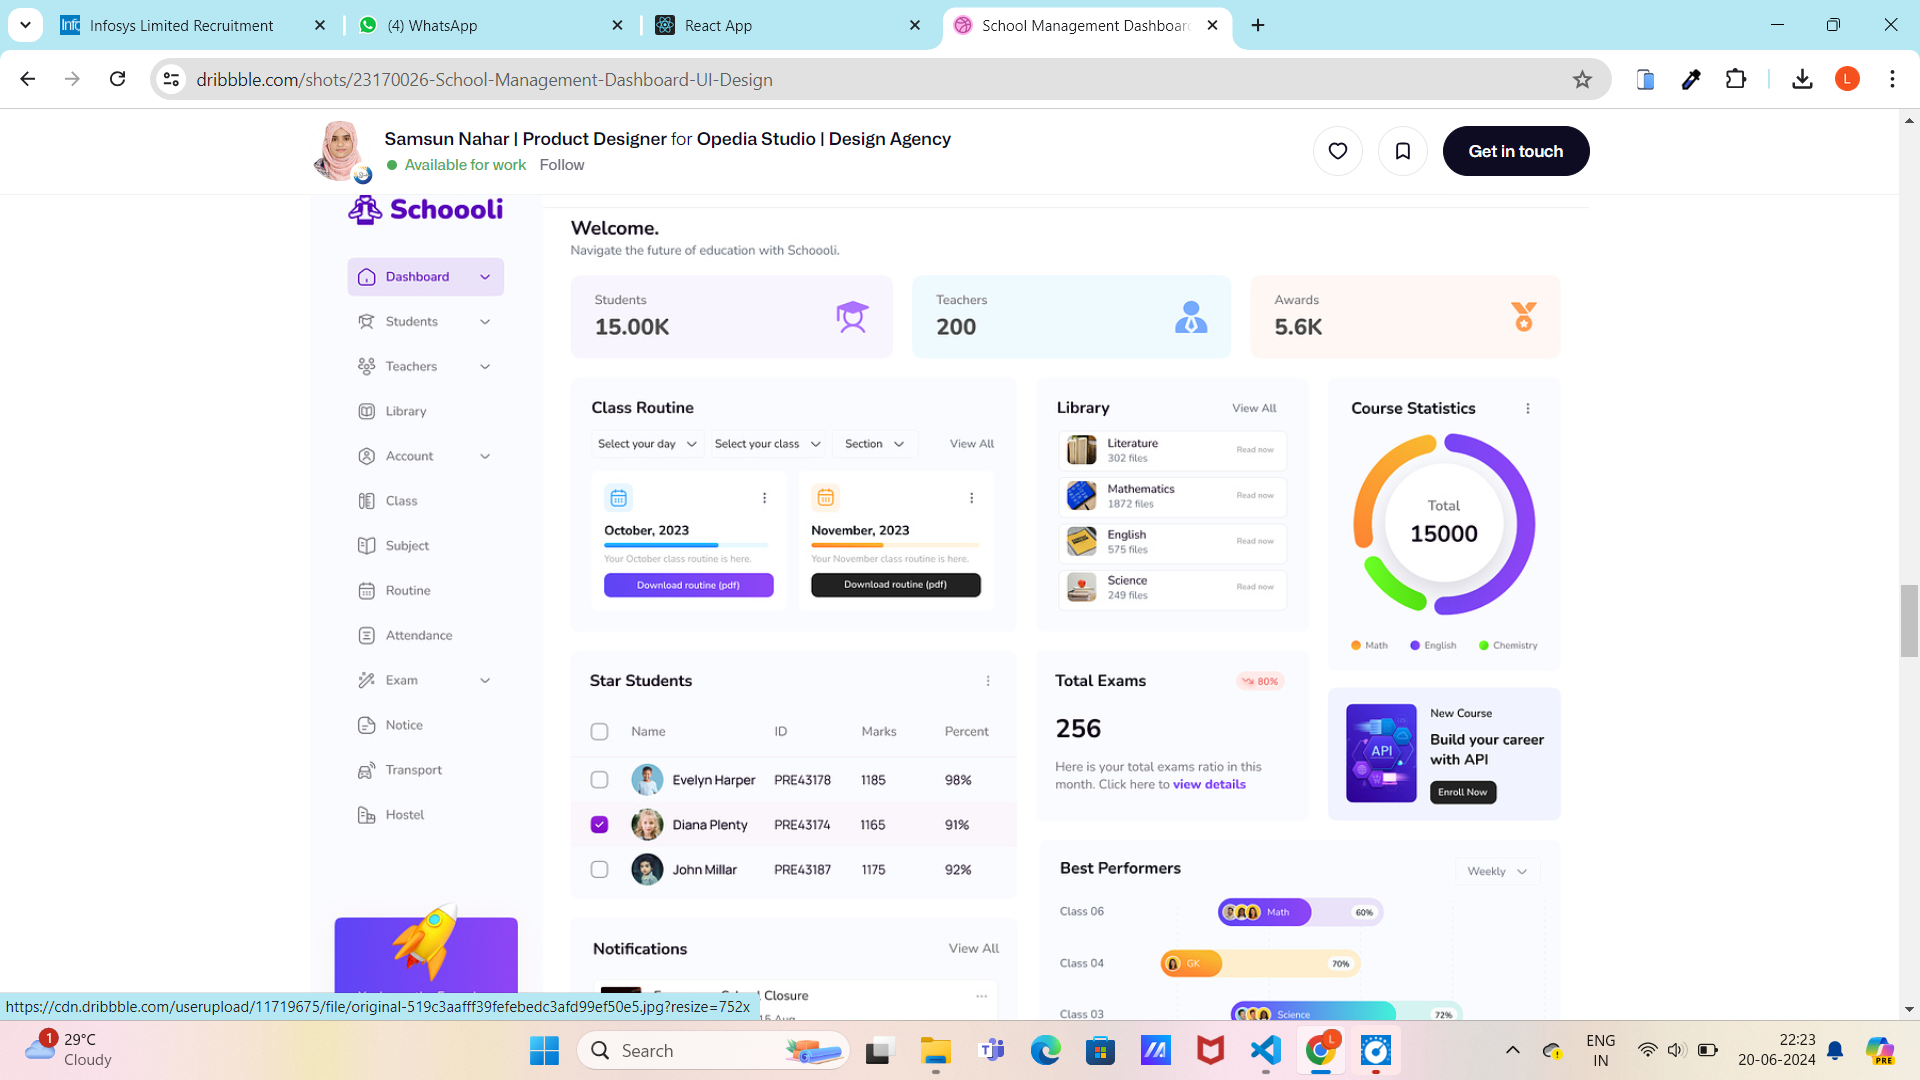 Infosys Limited Recruitment
(4) WhatsApp
React App
School Management Dashboard
dribbble.com/shots/23170026-School-Management-Dashboard-UI-Design
L
Samsun Nahar | Product Designer for Opedia Studio | Design Agency
Available for work Follow
Get in touch
Schoooli
Dashboard
Students
Teachers
Library
Account
Class
Subject
Routine
Attendance
Exam
Notice
Transport
Hostel
Welcome.
Navigate the future of education with Schoooli.
Students
15.00K
Teachers
200
Awards
5.6K
Class Routine
Select your day
Select your class
Section
View All
October, 2023
Your October class routine is here.
Download routine (pdf)
November, 2023
Your November class routine is here.
Download routine (pdf)
Library
View All
Literature
302 files
Read now
Mathematics
1872 files
Read now
English
575 files
Read now
Science
249 files
Read now
Course Statistics
Total
15000
Math English Chemistry
Star Students
Name ID Marks Percent
Evelyn Harper PRE43178 1185 98%
Diana Plenty PRE43174 1165 91%
John Millar PRE43187 1175 92%
Total Exams
80%
256
Here is your total exams ratio in this
month. Click here to view details
API
New Course
Build your career
with API
Enroll Now
Best Performers
Weekly
Class 06
Math
60%
Class 04
GK
70%
Class 03
Science
72%
Notifications
View All
Closure
15 Aug
https://cdn.dribbble.com/userupload/11719675/file/original-519c3aafff39fefebedc3afd99ef50e5.jpg?resize=752x
1
29°C
Cloudy
Search
L
ENG
IN
22:23
20-06-2024
PRE